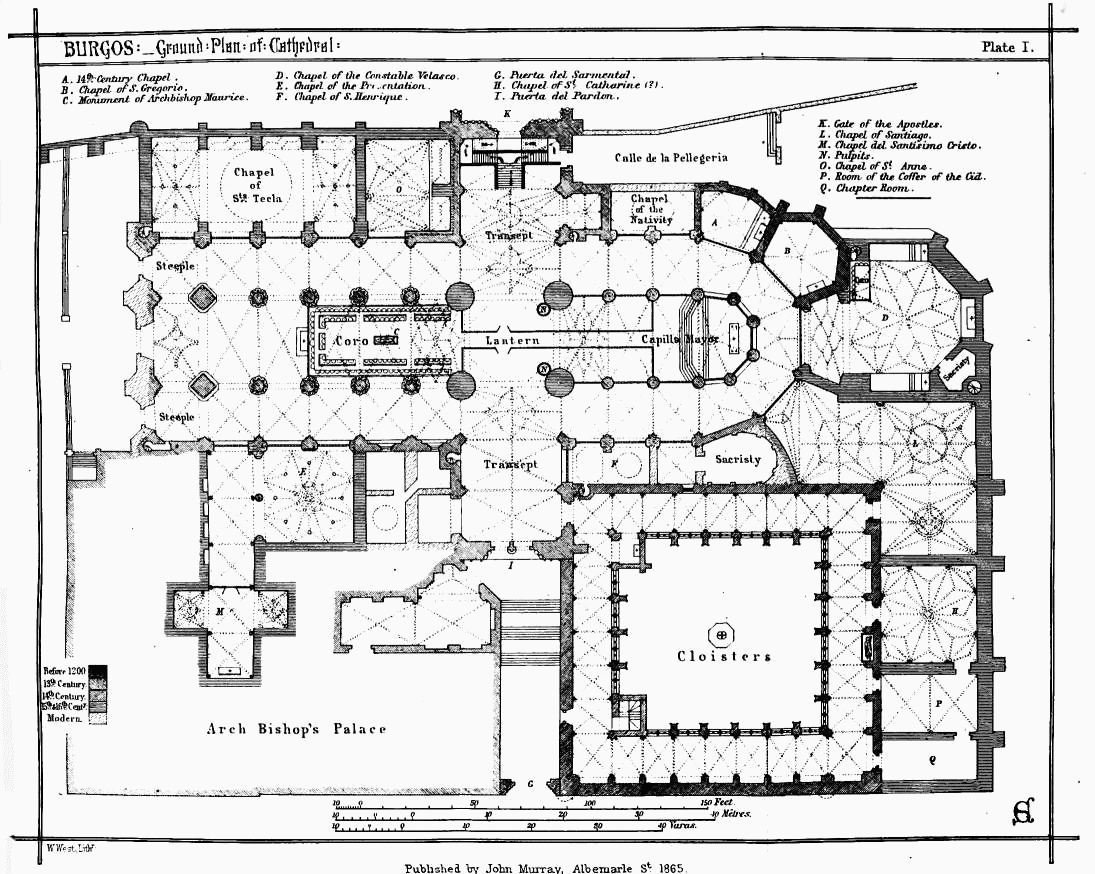 BURGOS:_Ground:Plan:of:Cathedral:
Plate I.
A. 14th Century Chapel.
B. Chapel of S. Gregorio.
C. Monument of Archbishop Maurice.
D. Chapel of the Constable Velasco.
E. Chapel of the Presentation.
F. Chapel of S. Henrique.
G. Puerta del Sarmental.
H. Chapel of St. Catharine (?).
I. Puerta del Pardon.
K. Gate of the Apostles.
L. Chapel of Santiago.
M. Chapel del Santisimo Cristo.
N. Pulpits.
O. Chapel of St. Anne.
P. Room of the Coffer of the Cid.
Q. Chapter Room.
K
Calle de la Pellegeria
Chapel
of
Sta Tecla
O
Chapel
of the
Nativity
A
B
Transept
Steeple
D
N
Coro
C
Lantern
Capilla Mayor
Sacristy
N
Steeple
L
Transept
E
F
Sacristy
I
M
H
Cloisters
P
Q
Before 1200
13th Century.
14th Century.
15th & 16th Centy.
Modern.
Arch Bishop's Palace
G
10 0 50 100 150 Feet
10 0 10 20 30 40 Mètres.
10 0 10 20 30 40 Varas.
W West, Lith
Published by John Murray, Albemarle St. 1865.